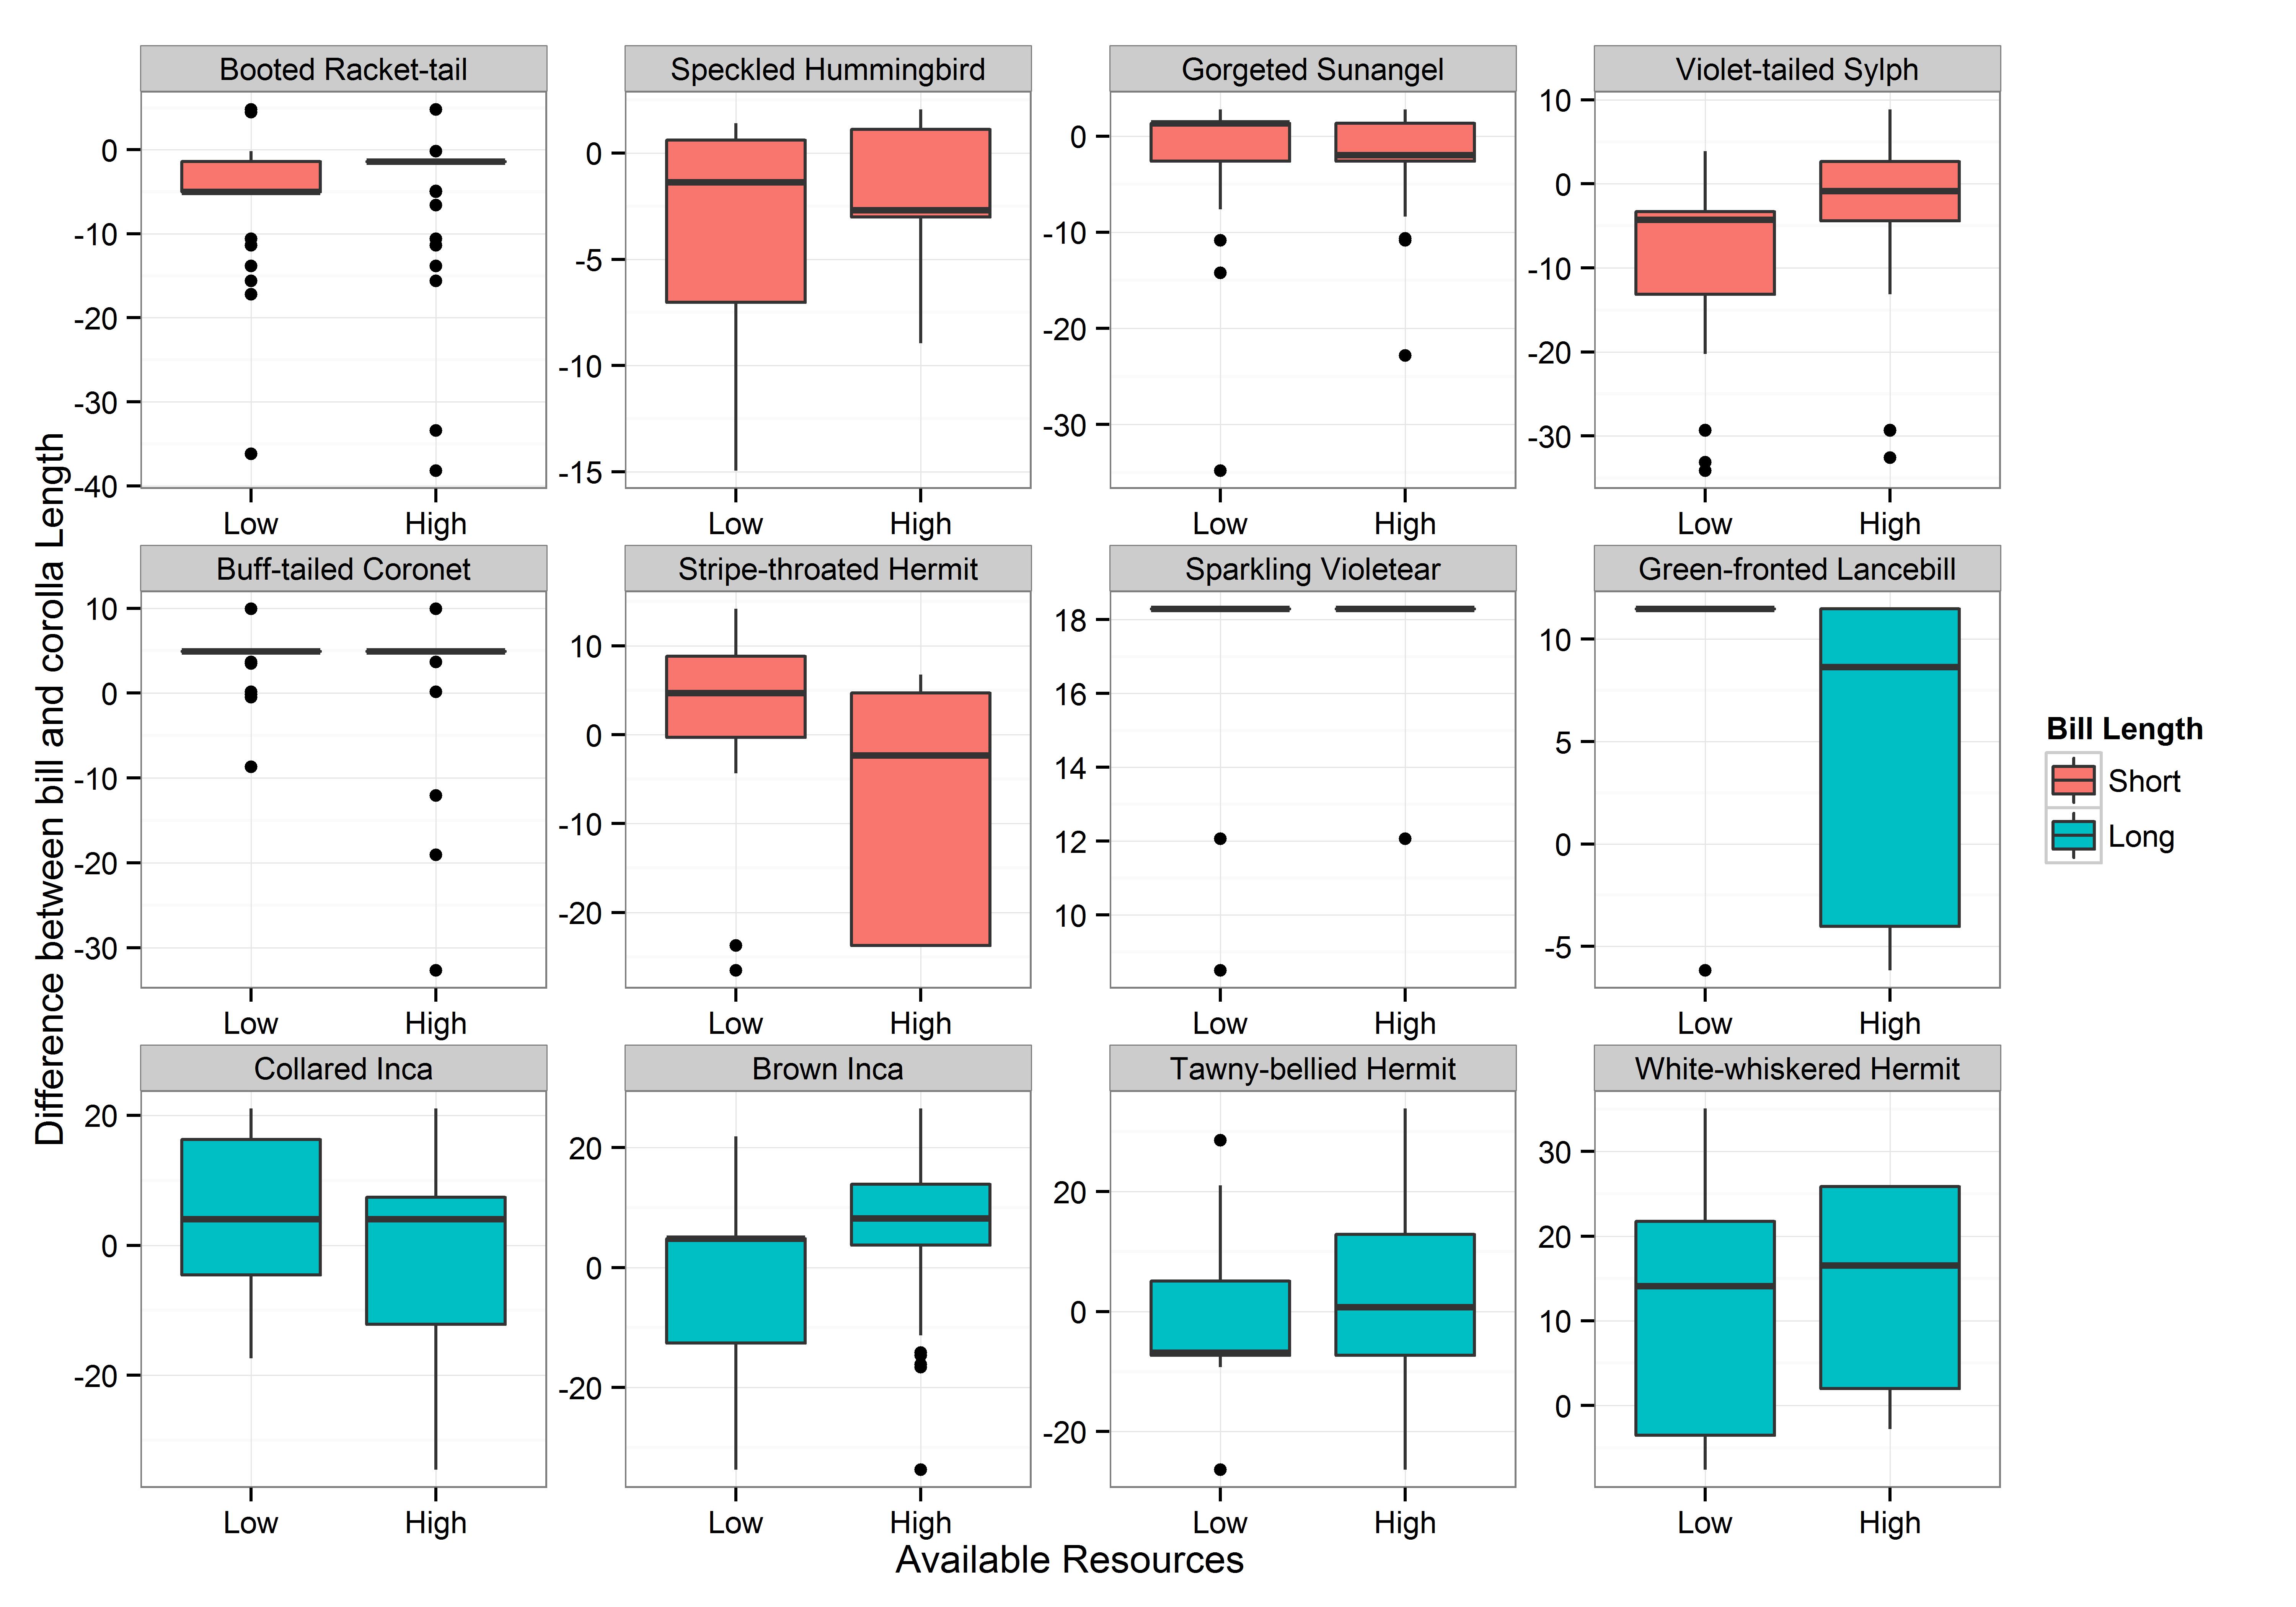 Booted Racket-tail
Speckled Hummingbird
Gorgeted Sunangel
Violet-tailed Sylph
0
-10
-20
-30
-40
0
-5
-10
-15
0
-10
-20
-30
10
0
-10
-20
-30
Low High
Low High
Low High
Low High
Buff-tailed Coronet
Stripe-throated Hermit
Sparkling Violetear
Green-fronted Lancebill
10
0
-10
-20
-30
10
0
-10
-20
18
16
14
12
10
10
5
0
-5
Low High
Low High
Low High
Low High
Collared Inca
Brown Inca
Tawny-bellied Hermit
White-whiskered Hermit
20
0
-20
20
0
-20
20
0
-20
30
20
10
0
Low High
Low High
Low High
Low High
Difference between bill and corolla Length
Available Resources
Bill Length
Short
Long